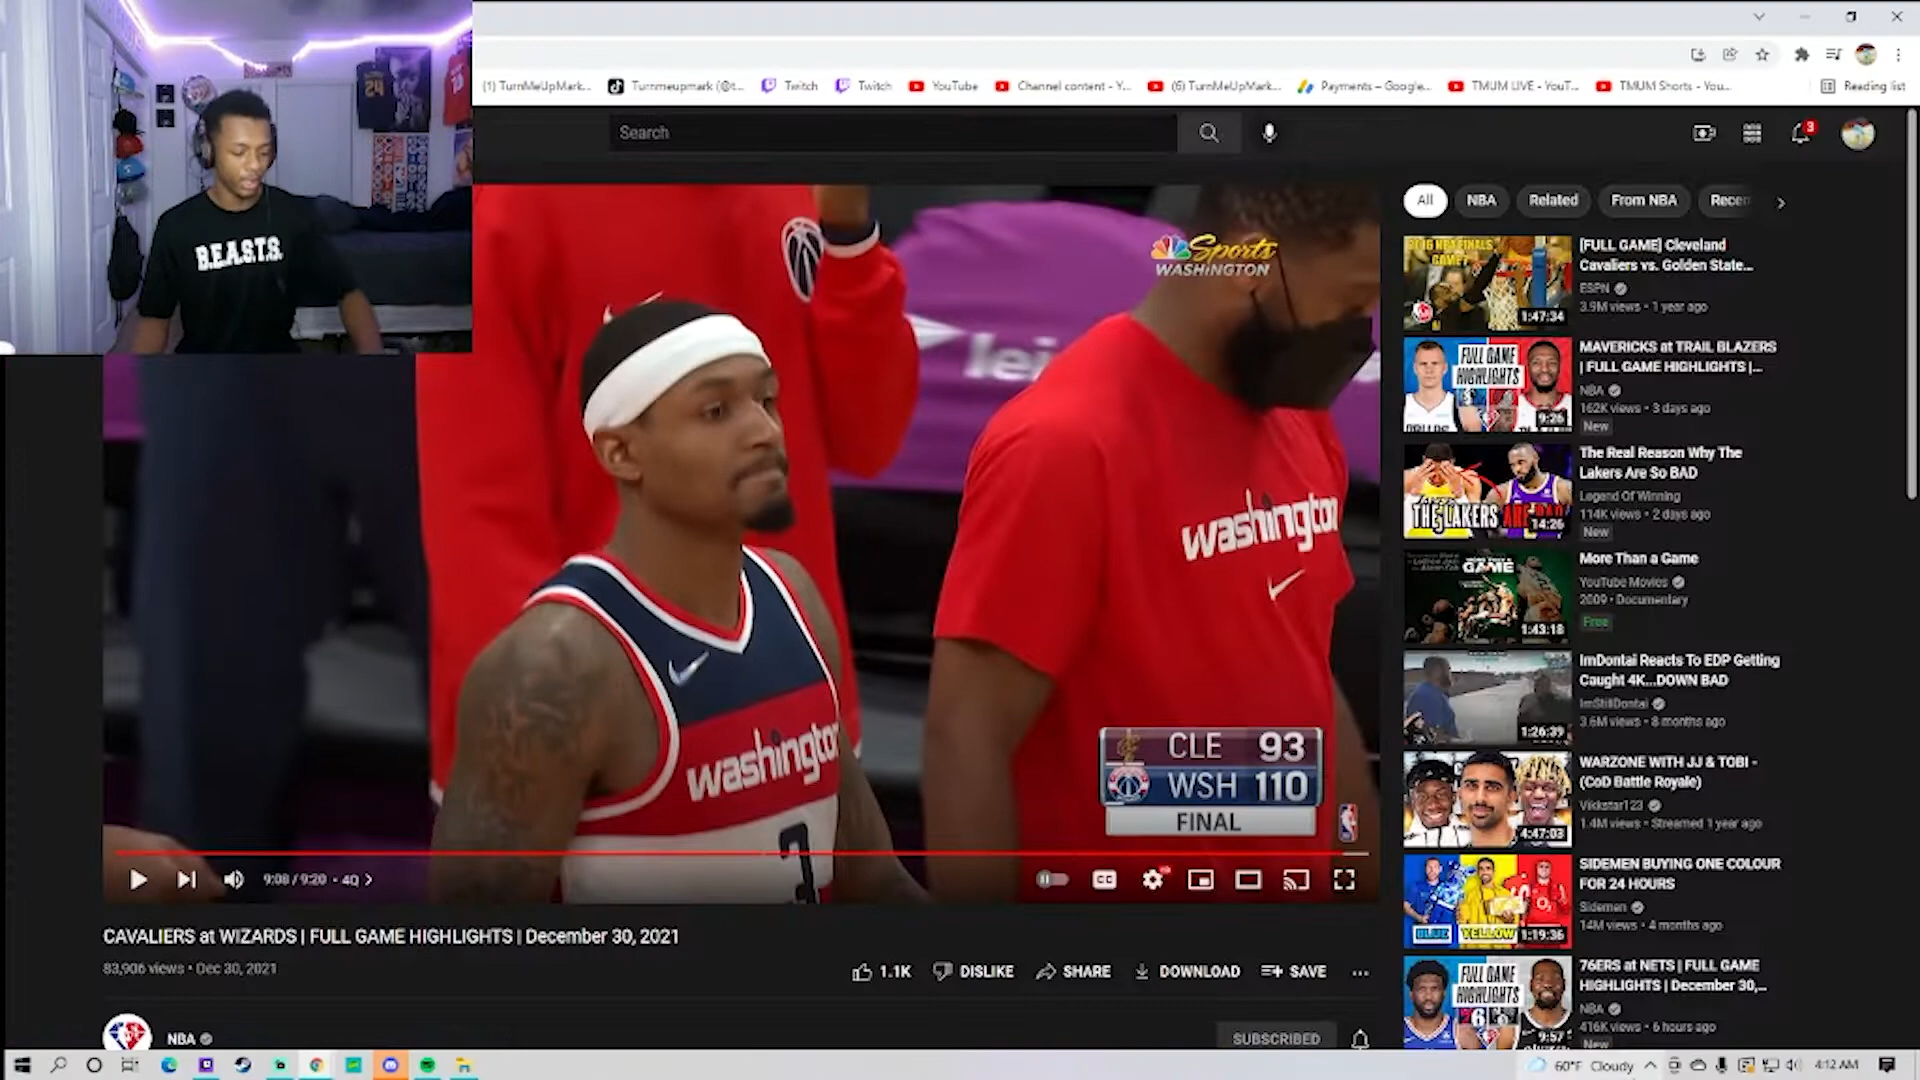 24
B.E.A.S.T.S.
(1) TurnMeUpMark...
Turnmeupmark (@t...
Twitch
Twitch
YouTube
Channel content - Y...
(6) TurnMeUpMark...
Payments – Google...
TMUM LIVE - YouT...
TMUM Shorts - You...
Reading list
Search
3
All
NBA
Related
From NBA
Recen
Sports
WASHINGTON
lei
washington
washington
3
CLE 93
WSH 110
FINAL
9:08 / 9:20 • 4Q
CAVALIERS at WIZARDS | FULL GAME HIGHLIGHTS | December 30, 2021
83,906 views • Dec 30, 2021
1.1K
DISLIKE
SHARE
DOWNLOAD
SAVE
NBA
SUBSCRIBED
1:47:34
[FULL GAME] Cleveland
Cavaliers vs. Golden State...
ESPN
3.9M views • 1 year ago
FULL GAME
HIGHLIGHTS
9:26
MAVERICKS at TRAIL BLAZERS
| FULL GAME HIGHLIGHTS |...
NBA
162K views • 3 days ago
New
THE LAKERS ARE BAD
14:26
The Real Reason Why The
Lakers Are So BAD
Legend Of Winning
114K views • 2 days ago
New
GAME
1:43:18
More Than a Game
YouTube Movies
2009 • Documentary
Free
1:26:39
ImDontai Reacts To EDP Getting
Caught 4K...DOWN BAD
ImStillDontai
3.6M views • 8 months ago
4:47:03
WARZONE WITH JJ & TOBI -
(CoD Battle Royale)
Vikkstar123
1.4M views • Streamed 1 year ago
BLUE
YELLOW
1:19:36
SIDEMEN BUYING ONE COLOUR
FOR 24 HOURS
Sidemen
14M views • 4 months ago
FULL GAME
HIGHLIGHTS
9:57
76ERS at NETS | FULL GAME
HIGHLIGHTS | December 30,...
NBA
416K views • 6 hours ago
New
60°F Cloudy
4:12 AM